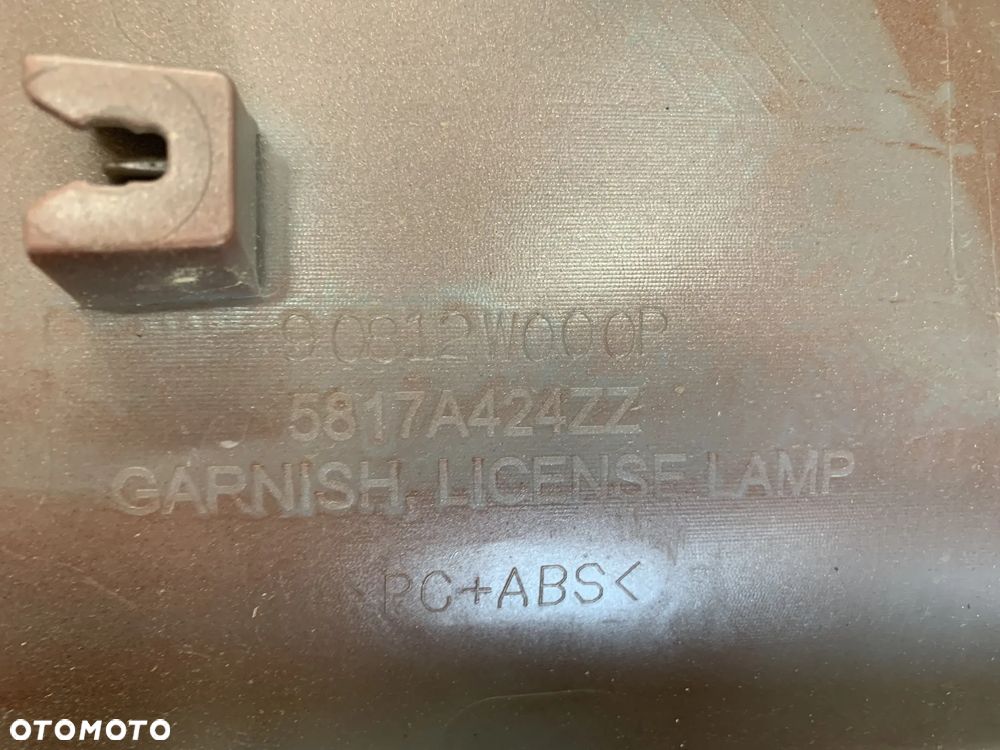 90812W000P
5817A424ZZ
GARNISH, LICENSE LAMP
>PC+ABS<
OTOMOTO